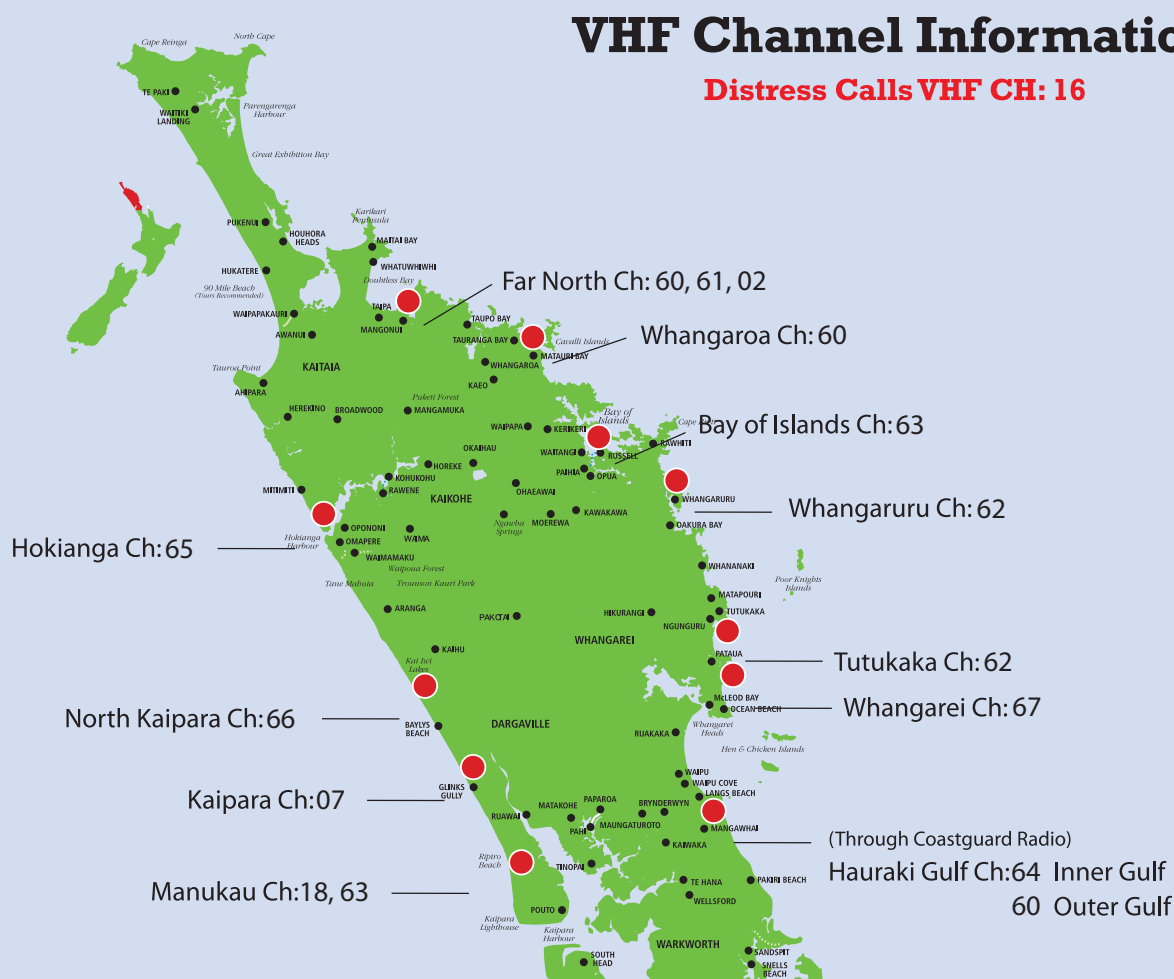 VHF Channel Informatio
Distress Calls VHF CH: 16
Cape Reinga
North Cape
TE PAKI
WAITIKI
LANDING
Parengarenga
Harbour
Great Exhibition Bay
Karikari
Peninsula
PUKENUI
HOUHORA
HEADS
MAITAI BAY
WHATUWHIWHI
HUKATERE
Doubtless Bay
90 Mile Beach
(Tours Recommended)
Far North Ch: 60, 61, 02
WAIPAPAKAURI
TAIPA
MANGONUI
TAUPO BAY
AWANUI
TAURANGA BAY
Cavalli Islands
Whangaroa Ch: 60
MATAURI BAY
WHANGAROA
KAITAIA
Tauroa Point
AHIPARA
KAEO
Puketi Forest
HEREKINO
BROADWOOD
MANGAMUKA
Bay of
Islands
Bay of Islands Ch: 63
WAIPAPA
KERIKERI
RAWHITI
OKAIHAU
WAITANGI
RUSSELL
HOREKE
PAIHIA
OPUA
KOHUKOHU
MITIMITI
RAWENE
KAIKOHE
OHAEAWAI
WHANGARURU
Whangaruru Ch: 62
Ngawha
Springs
MOEREWA
KAWAKAWA
OAKURA BAY
OPONONI
WAIMA
Hokianga
Harbour
OMAPERE
Hokianga Ch: 65
WAIMAMAKU
Waipoua Forest
WHANANAKI
Tane Mahuta
Trounson Kauri Park
Poor Knights
Islands
MATAPOURI
ARANGA
PAKOTAI
HIKURANGI
TUTUKAKA
NGUNGURU
WHANGAREI
KAIHU
PATAUA
Tutukaka Ch: 62
Kai Iwi
Lakes
McLEOD BAY
OCEAN BEACH
Whangarei Ch: 67
North Kaipara Ch: 66
BAYLYS
BEACH
DARGAVILLE
Whangarei
Heads
RUAKAKA
Hen & Chicken Islands
WAIPU
WAIPU COVE
GLINKS
GULLY
LANGS BEACH
Kaipara Ch:07
MATAKOHE
PAPAROA
BRYNDERWYN
RUAWAI
PAHI
MAUNGATUROTO
MANGAWHAI
KAIWAKA
(Through Coastguard Radio)
Hauraki Gulf Ch:64 Inner Gulf
60 Outer Gulf
Ripiro
Beach
TINOPAI
TE HANA
PAKIRI BEACH
Manukau Ch:18, 63
WELLSFORD
POUTO
Kaipara
Lighthouse
Kaipara
Harbour
WARKWORTH
SOUTH
HEAD
SANDSPIT
SNELLS
BEACH